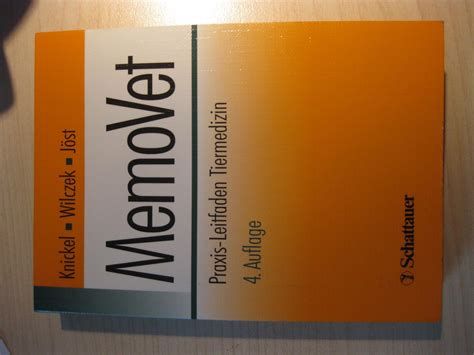 Knickel ▪ Wilczek ▪ Jöst
MemoVet
Praxis-Leitfaden Tiermedizin
4. Auflage
Schattauer